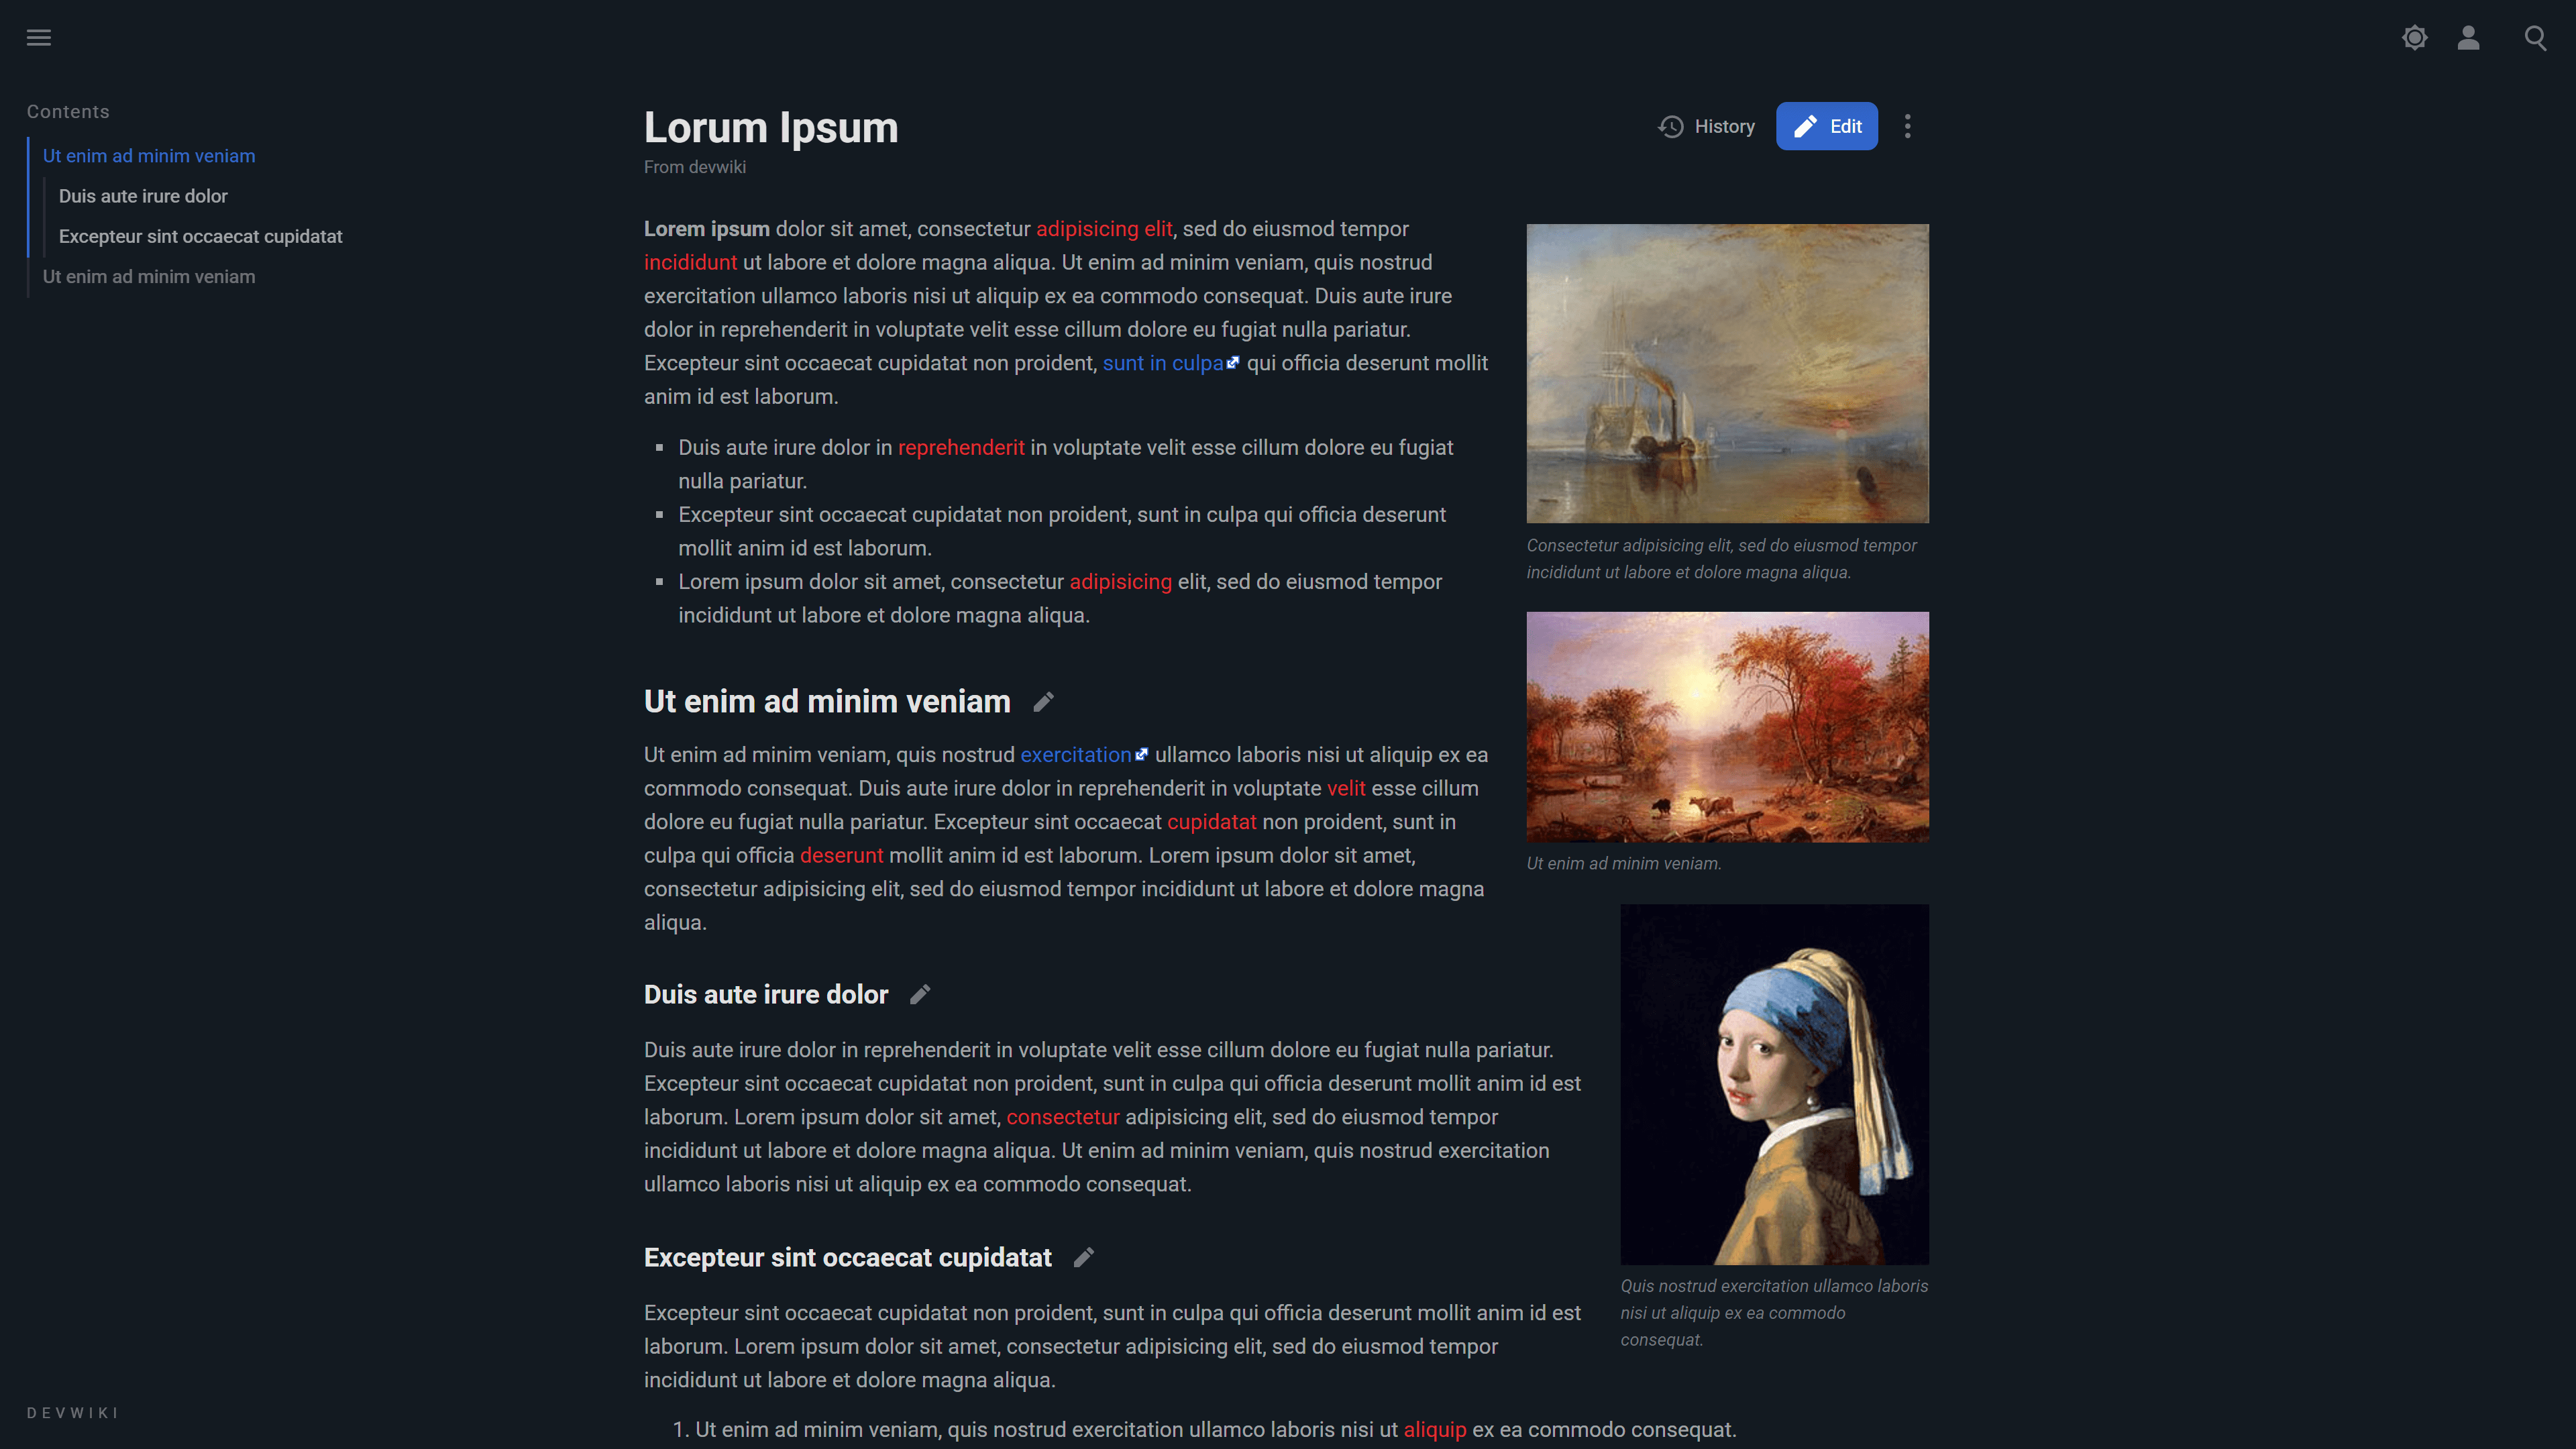 Contents
Ut enim ad minim veniam
Duis aute irure dolor
Excepteur sint occaecat cupidatat
Ut enim ad minim veniam
Lorum Ipsum
From devwiki
History
Edit
Lorem ipsum dolor sit amet, consectetur adipisicing elit, sed do eiusmod tempor
incididunt ut labore et dolore magna aliqua. Ut enim ad minim veniam, quis nostrud
exercitation ullamco laboris nisi ut aliquip ex ea commodo consequat. Duis aute irure
dolor in reprehenderit in voluptate velit esse cillum dolore eu fugiat nulla pariatur.
Excepteur sint occaecat cupidatat non proident, sunt in culpa qui officia deserunt mollit
anim id est laborum.
Duis aute irure dolor in reprehenderit in voluptate velit esse cillum dolore eu fugiat
nulla pariatur.
Excepteur sint occaecat cupidatat non proident, sunt in culpa qui officia deserunt
mollit anim id est laborum.
Lorem ipsum dolor sit amet, consectetur adipisicing elit, sed do eiusmod tempor
incididunt ut labore et dolore magna aliqua.
Consectetur adipisicing elit, sed do eiusmod tempor
incididunt ut labore et dolore magna aliqua.
Ut enim ad minim veniam
Ut enim ad minim veniam, quis nostrud exercitation ullamco laboris nisi ut aliquip ex ea
commodo consequat. Duis aute irure dolor in reprehenderit in voluptate velit esse cillum
dolore eu fugiat nulla pariatur. Excepteur sint occaecat cupidatat non proident, sunt in
culpa qui officia deserunt mollit anim id est laborum. Lorem ipsum dolor sit amet,
consectetur adipisicing elit, sed do eiusmod tempor incididunt ut labore et dolore magna
aliqua.
Ut enim ad minim veniam.
Duis aute irure dolor
Duis aute irure dolor in reprehenderit in voluptate velit esse cillum dolore eu fugiat nulla pariatur.
Excepteur sint occaecat cupidatat non proident, sunt in culpa qui officia deserunt mollit anim id est
laborum. Lorem ipsum dolor sit amet, consectetur adipisicing elit, sed do eiusmod tempor
incididunt ut labore et dolore magna aliqua. Ut enim ad minim veniam, quis nostrud exercitation
ullamco laboris nisi ut aliquip ex ea commodo consequat.
Quis nostrud exercitation ullamco laboris
nisi ut aliquip ex ea commodo
consequat.
Excepteur sint occaecat cupidatat
Excepteur sint occaecat cupidatat non proident, sunt in culpa qui officia deserunt mollit anim id est
laborum. Lorem ipsum dolor sit amet, consectetur adipisicing elit, sed do eiusmod tempor
incididunt ut labore et dolore magna aliqua.
1. Ut enim ad minim veniam, quis nostrud exercitation ullamco laboris nisi ut aliquip ex ea commodo consequat.
DEVWIKI